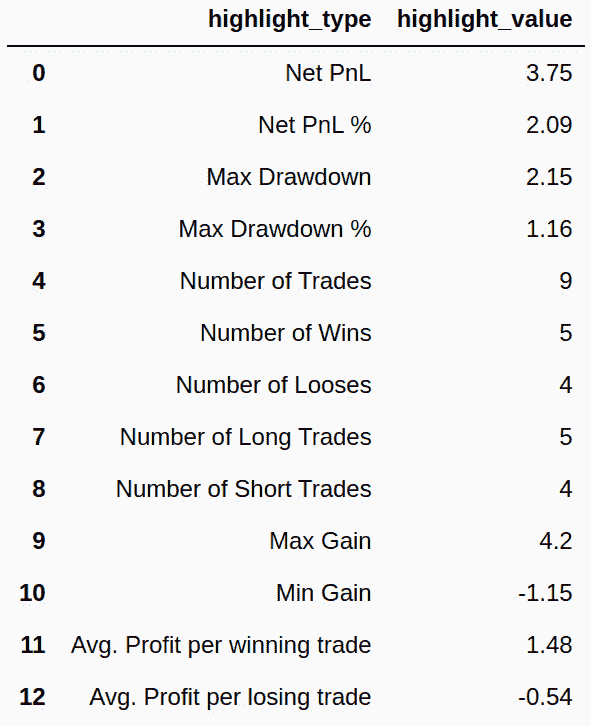 highlight_type highlight_value
0 Net PnL 3.75
1 Net PnL % 2.09
2 Max Drawdown 2.15
3 Max Drawdown % 1.16
4 Number of Trades 9
5 Number of Wins 5
6 Number of Looses 4
7 Number of Long Trades 5
8 Number of Short Trades 4
9 Max Gain 4.2
10 Min Gain -1.15
11 Avg. Profit per winning trade 1.48
12 Avg. Profit per losing trade -0.54